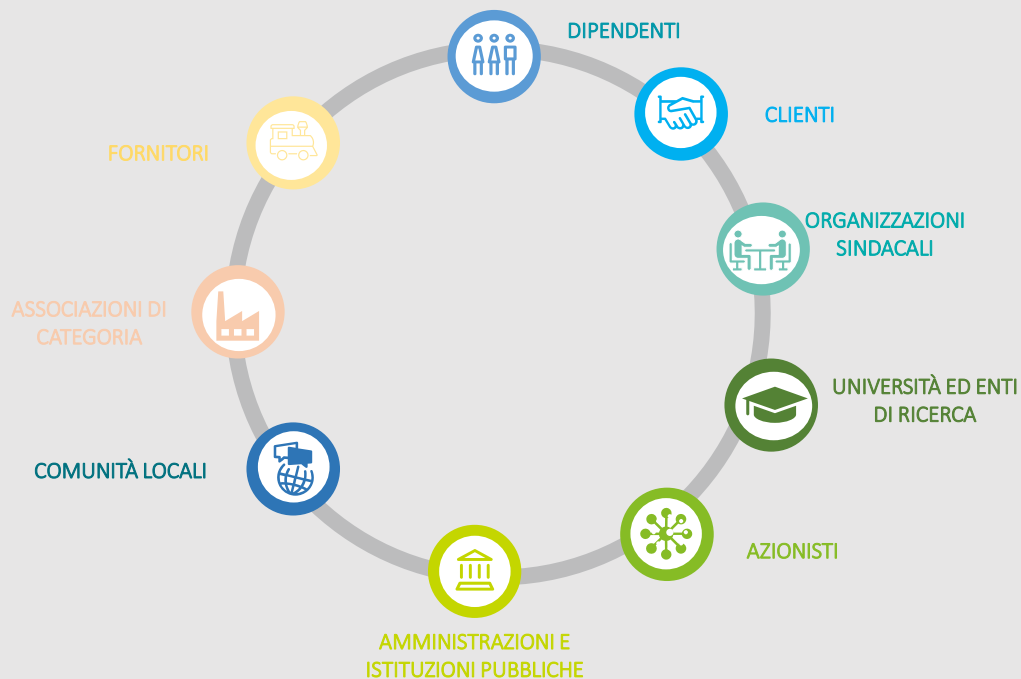 DIPENDENTI
CLIENTI
ORGANIZZAZIONI
SINDACALI
UNIVERSITÀ ED ENTI
DI RICERCA
AZIONISTI
AMMINISTRAZIONI E
ISTITUZIONI PUBBLICHE
COMUNITÀ LOCALI
ASSOCIAZIONI DI
CATEGORIA
FORNITORI